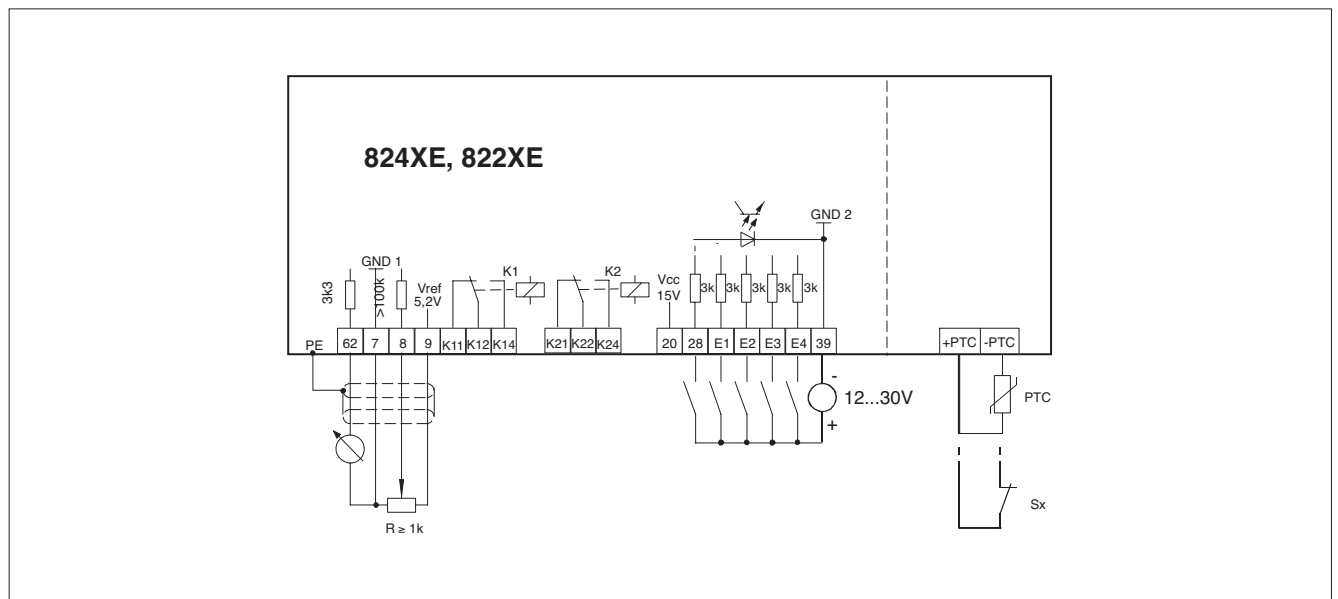 824XE, 822XE
GND 2
GND 1
K1
K2
3k3
>100k
Vref
5,2V
Vcc
15V
3k
3k
3k
3k
3k
PE
62
7
8
9
K11
K12
K14
K21
K22
K24
20
28
E1
E2
E3
E4
39
+PTC
-PTC
-
12...30V
+
PTC
Sx
R ≥ 1k